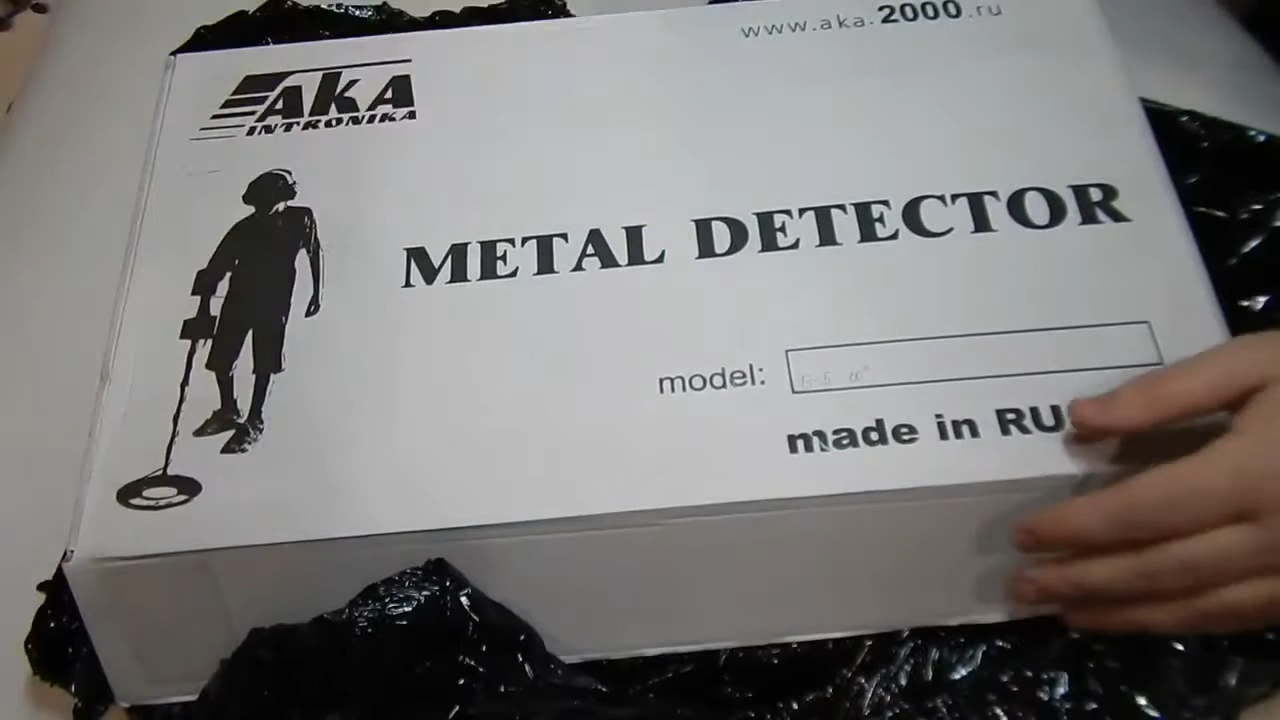 www.aka.2000.ru
AKA
INTRONIKA
METAL DETECTOR
model:
made in RU